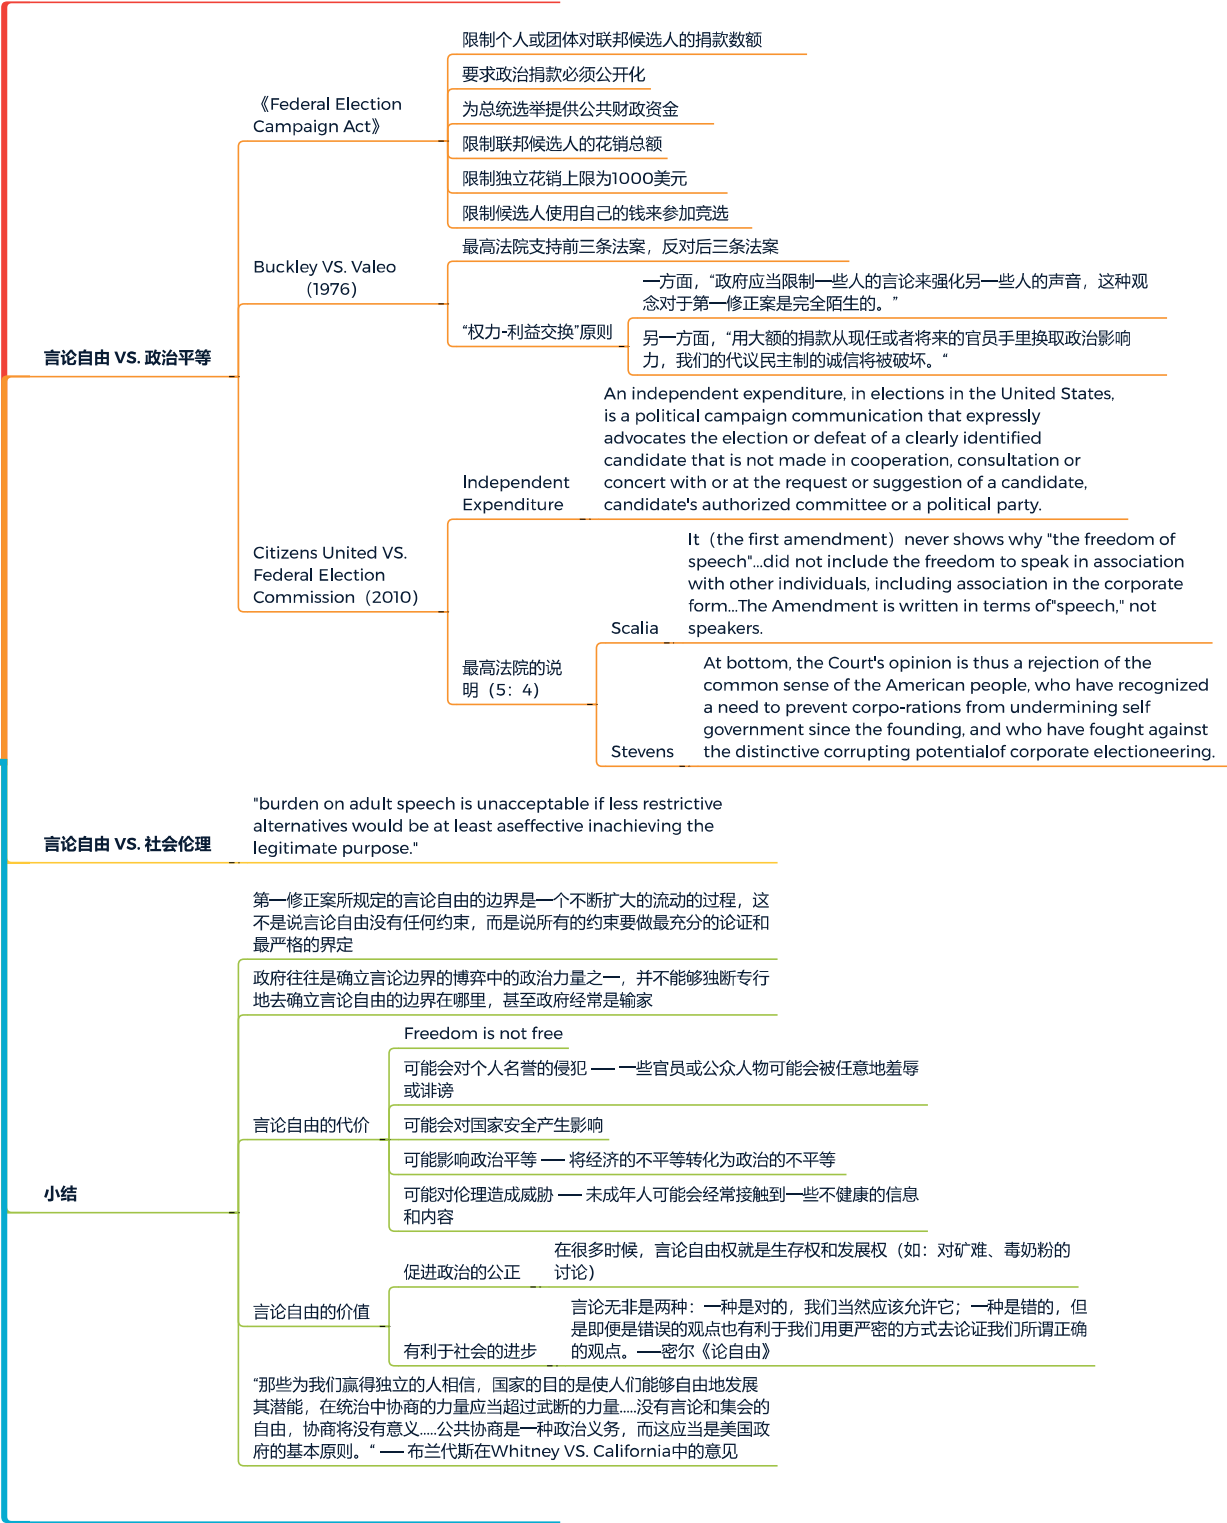 限制个人或团体对联邦候选人的捐款数额
要求政治捐款必须公开化
《Federal Election
Campaign Act》
为总统选举提供公共财政资金
限制联邦候选人的花销总额
限制独立花销上限为1000美元
限制候选人使用自己的钱来参加竞选
最高法院支持前三条法案，反对后三条法案
Buckley VS. Valeo
（1976）
一方面，“政府应当限制一些人的言论来强化另一些人的声音，这种观
念对于第一修正案是完全陌生的。”
“权力-利益交换”原则
另一方面，“用大额的捐款从现任或者将来的官员手里换取政治影响
力，我们的代议民主制的诚信将被破坏。“
言论自由 VS. 政治平等
An independent expenditure, in elections in the United States,
is a political campaign communication that expressly
advocates the election or defeat of a clearly identified
candidate that is not made in cooperation, consultation or
concert with or at the request or suggestion of a candidate,
candidate's authorized committee or a political party.
Independent
Expenditure
Citizens United VS.
Federal Election
Commission（2010）
It（the first amendment）never shows why "the freedom of
speech"...did not include the freedom to speak in association
with other individuals, including association in the corporate
form...The Amendment is written in terms of"speech," not
speakers.
Scalia
最高法院的说
明（5：4）
At bottom, the Court's opinion is thus a rejection of the
common sense of the American people, who have recognized
a need to prevent corpo-rations from undermining self
government since the founding, and who have fought against
the distinctive corrupting potentialof corporate electioneering.
Stevens
"burden on adult speech is unacceptable if less restrictive
alternatives would be at least aseffective inachieving the
legitimate purpose."
言论自由 VS. 社会伦理
第一修正案所规定的言论自由的边界是一个不断扩大的流动的过程，这
不是说言论自由没有任何约束，而是说所有的约束要做最充分的论证和
最严格的界定
政府往往是确立言论边界的博弈中的政治力量之一，并不能够独断专行
地去确立言论自由的边界在哪里，甚至政府经常是输家
Freedom is not free
可能会对个人名誉的侵犯 —— 一些官员或公众人物可能会被任意地羞辱
或诽谤
言论自由的代价
可能会对国家安全产生影响
可能影响政治平等 —— 将经济的不平等转化为政治的不平等
可能对伦理造成威胁 —— 未成年人可能会经常接触到一些不健康的信息
和内容
小结
在很多时候，言论自由权就是生存权和发展权（如：对矿难、毒奶粉的
讨论）
促进政治的公正
言论自由的价值
言论无非是两种：一种是对的，我们当然应该允许它；一种是错的，但
是即便是错误的观点也有利于我们用更严密的方式去论证我们所谓正确
的观点。——密尔《论自由》
有利于社会的进步
“那些为我们赢得独立的人相信，国家的目的是使人们能够自由地发展
其潜能，在统治中协商的力量应当超过武断的力量.....没有言论和集会的
自由，协商将没有意义.....公共协商是一种政治义务，而这应当是美国政
府的基本原则。“ —— 布兰代斯在Whitney VS. California中的意见